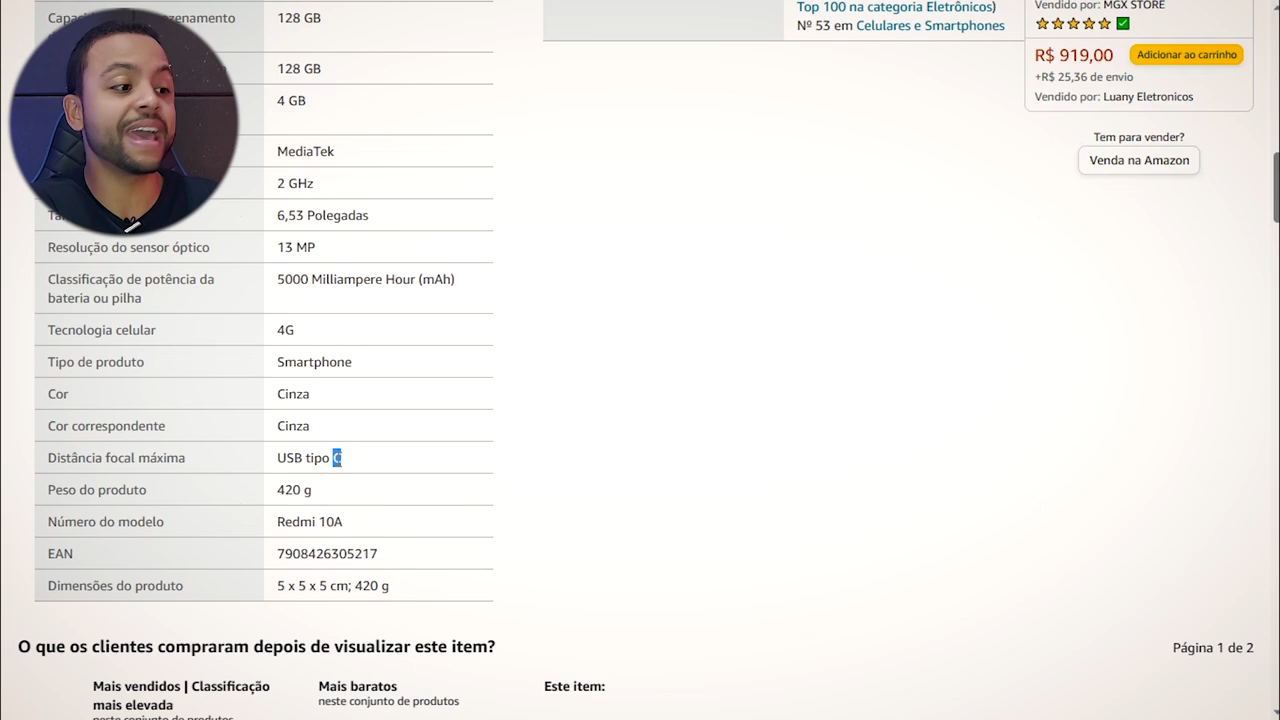 128 GB
128 GB
4 GB
MediaTek
2 GHz
6,53 Polegadas
Resolução do sensor óptico 13 MP
Classificação de potência da 5000 Milliampere Hour (mAh)
bateria ou pilha
Tecnologia celular 4G
Tipo de produto Smartphone
Cor Cinza
Cor correspondente Cinza
Distância focal máxima USB tipo C
Peso do produto 420 g
Número do modelo Redmi 10A
EAN 7908426305217
Dimensões do produto 5 x 5 x 5 cm; 420 g
Top 100 na categoria Eletrônicos)
Nº 53 em Celulares e Smartphones
Vendido por: MGX STORE
R$ 919,00 Adicionar ao carrinho
+R$ 25,36 de envio
Vendido por: Luany Eletronicos
Tem para vender?
Venda na Amazon
O que os clientes compraram depois de visualizar este item? Página 1 de 2
Mais vendidos | Classificação Mais baratos Este item:
mais elevada neste conjunto de produtos
neste conjunto de produtos